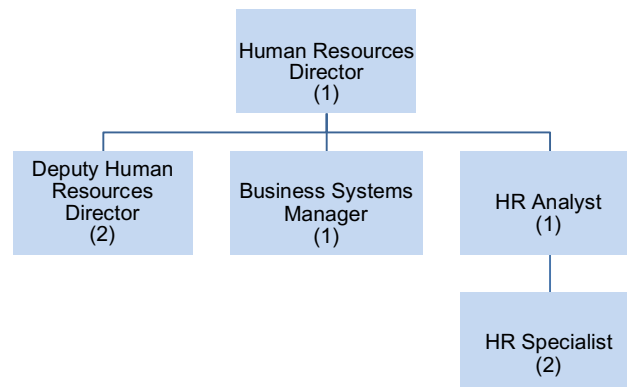 Human Resources
Director
(1)
Deputy Human
Resources
Director
(2)
Business Systems
Manager
(1)
HR Analyst
(1)
HR Specialist
(2)